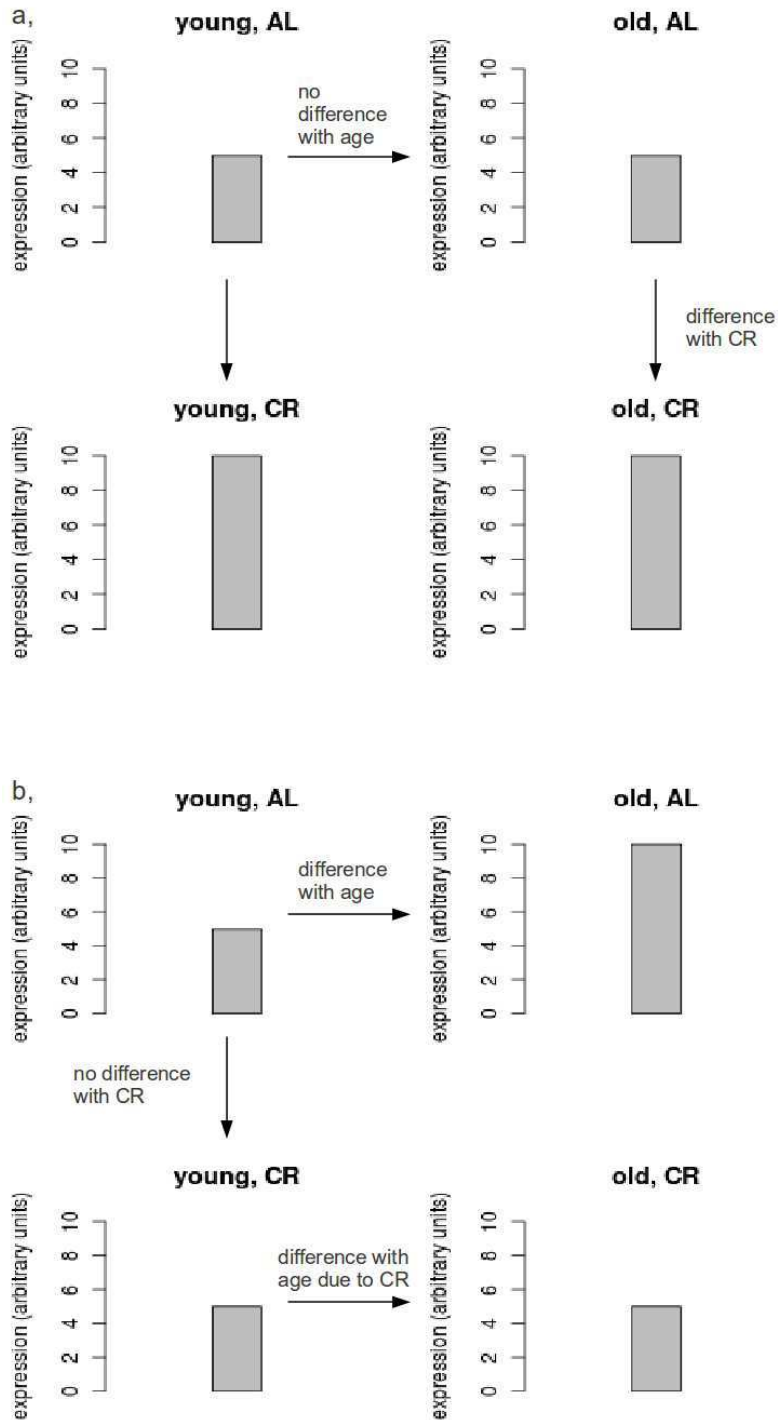 a,
young, AL
old, AL
expression (arbitrary units)
0 2 4 6 8 10
no
difference
with age
expression (arbitrary units)
0 2 4 6 8 10
difference
with CR
young, CR
old, CR
expression (arbitrary units)
0 2 4 6 8 10
expression (arbitrary units)
0 2 4 6 8 10
b,
young, AL
old, AL
expression (arbitrary units)
0 2 4 6 8 10
difference
with age
expression (arbitrary units)
0 2 4 6 8 10
no difference
with CR
young, CR
old, CR
expression (arbitrary units)
0 2 4 6 8 10
difference with
age due to CR
expression (arbitrary units)
0 2 4 6 8 10